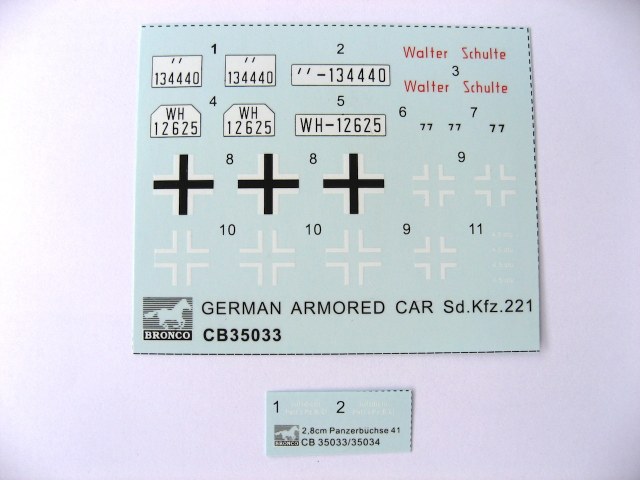 1 2
134440 134440 -134440
Walter Schulte
3
Walter Schulte
4 5 6 7
WH WH
12625 12625 WH-12625
77 77 77
8 8 9
10 10 9 11
BRONCO
GERMAN ARMORED CAR Sd.Kfz.221
CB35033
1 2
BRONCO
2,8cm Panzerbüchse 41
CB 35033/35034